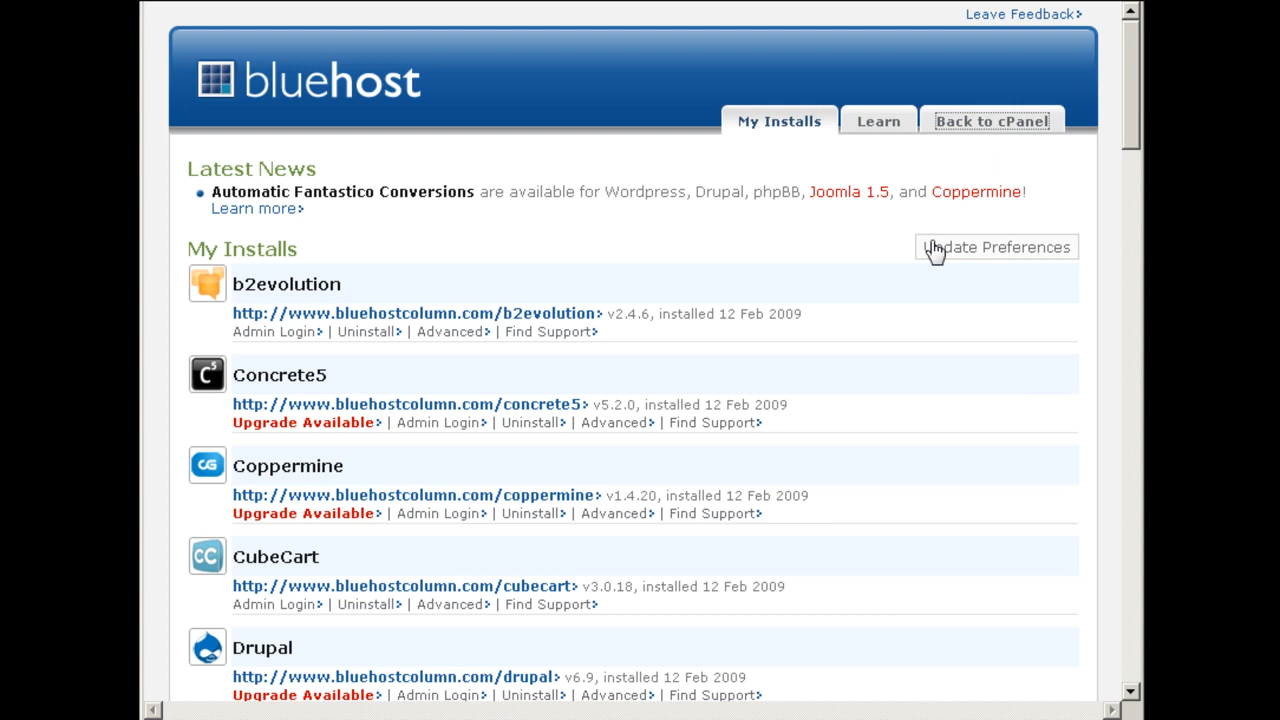 Leave Feedback
bluehost
My Installs Learn Back to cPanel
Latest News
Automatic Fantastico Conversions are available for Wordpress, Drupal, phpBB, Joomla 1.5, and Coppermine!
Learn more
My Installs Update Preferences
b2evolution
http://www.bluehostcolumn.com/b2evolution v2.4.6, installed 12 Feb 2009
Admin Login | Uninstall | Advanced | Find Support
C5 Concrete5
http://www.bluehostcolumn.com/concrete5 v5.2.0, installed 12 Feb 2009
Upgrade Available | Admin Login | Uninstall | Advanced | Find Support
CG Coppermine
http://www.bluehostcolumn.com/coppermine v1.4.20, installed 12 Feb 2009
Upgrade Available | Admin Login | Uninstall | Advanced | Find Support
CC CubeCart
http://www.bluehostcolumn.com/cubecart v3.0.18, installed 12 Feb 2009
Admin Login | Uninstall | Advanced | Find Support
Drupal
http://www.bluehostcolumn.com/drupal v6.9, installed 12 Feb 2009
Upgrade Available | Admin Login | Uninstall | Advanced | Find Support